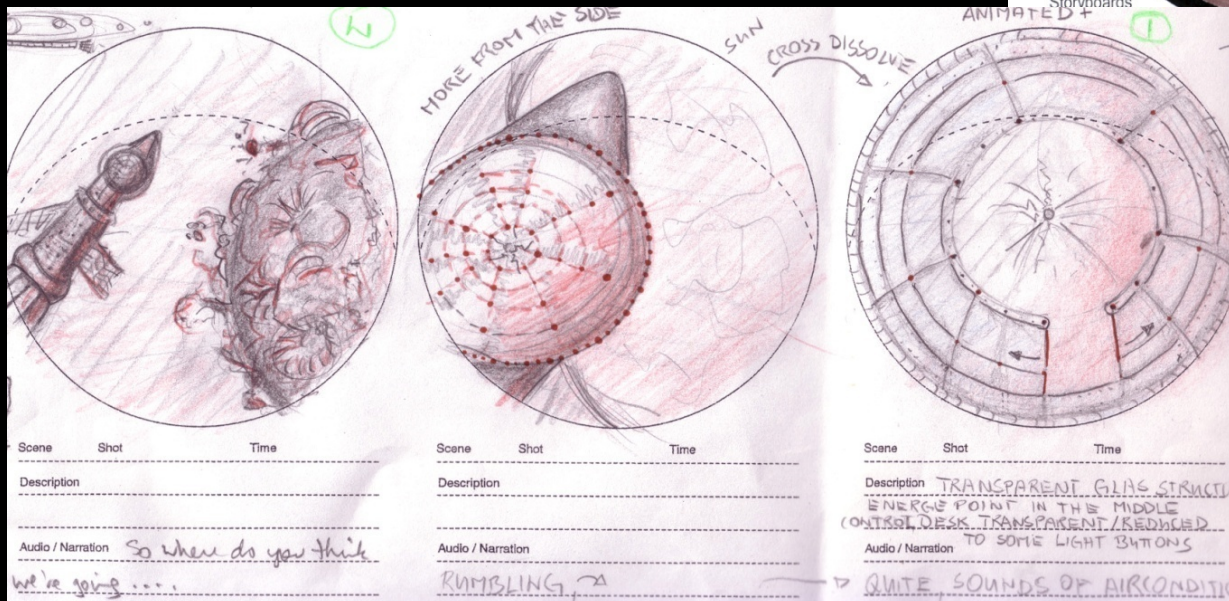 Storyboards
MORE FROM THE SIDE
SUN
CROSS DISSOLVE
ANIMATED +
1
Scene Shot Time
Description
Audio / Narration So where do you think
we're going ....
Scene Shot Time
Description
Audio / Narration
RUMBLING,
Scene Shot Time
Description TRANSPARENT GLAS STRUCTU
ENERGE POINT IN THE MIDDLE
CONTROL DESK TRANSPARENT/REDUCED
TO SOME LIGHT BUTTONS
Audio / Narration
QUITE, SOUNDS OF AIRCONDITI